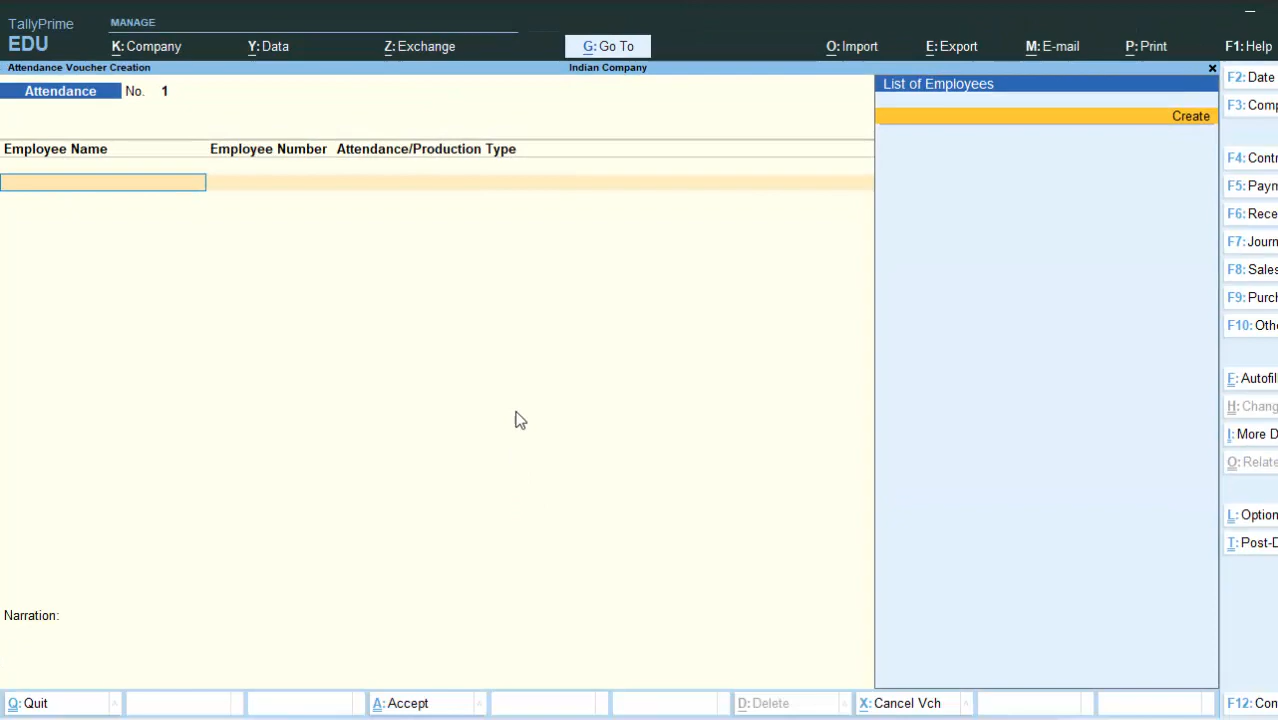 TallyPrime
EDU
MANAGE
K: Company
Y: Data
Z: Exchange
G: Go To
O: Import
E: Export
M: E-mail
P: Print
F1: Help
Attendance Voucher Creation
Indian Company
Attendance No. 1
Employee Name
Employee Number
Attendance/Production Type
Narration:
List of Employees
Create
F2: Date
F3: Comp
F4: Contr
F5: Paym
F6: Rece
F7: Journ
F8: Sales
F9: Purch
F10: Oth
F: Autofil
H: Chang
I: More D
O: Relate
L: Option
T: Post-D
Q: Quit
A: Accept
D: Delete
X: Cancel Vch
F12: Con